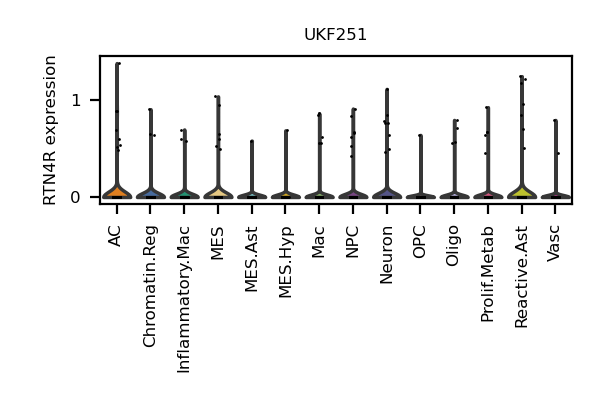 UKF251
RTN4R expression
1
0
AC
Chromatin.Reg
Inflammatory.Mac
MES
MES.Ast
MES.Hyp
Mac
NPC
Neuron
OPC
Oligo
Prolif.Metab
Reactive.Ast
Vasc